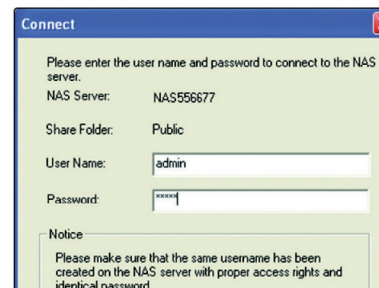 Connect
Please enter the user name and password to connect to the NAS
server.
NAS Server: NAS556677
Share Folder: Public
User Name: admin
Password: *****
Notice
Please make sure that the same username has been
created on the NAS server with proper access rights and
identical password